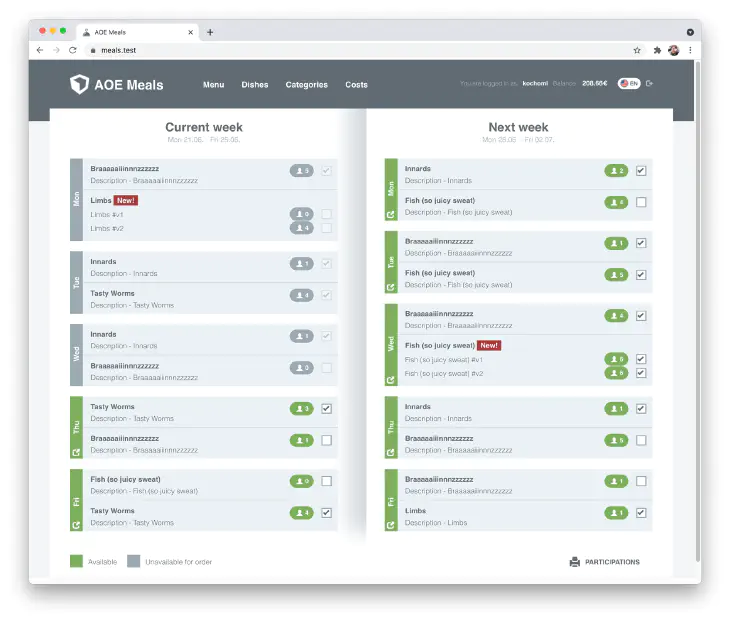 AOE Meals
meals.test
AOE Meals
Menu
Dishes
Categories
Costs
You are logged in as: kochomi
Balance: 208.68€
EN
Current week
Mon 21.06. Fri 25.06.
Mon
Braaaaaiiinnnzzzzzz
5
Description - Braaaaaiiinnnzzzzzz
Limbs New!
Limbs #v1
0
Limbs #v2
4
Tue
Innards
1
Description - Innards
Tasty Worms
4
Description - Tasty Worms
Wed
Innards
1
Description - Innards
Braaaaaiiinnnzzzzzz
0
Description - Braaaaaiiinnnzzzzzz
Thu
Tasty Worms
3
Description - Tasty Worms
Braaaaaiiinnnzzzzzz
1
Description - Braaaaaiiinnnzzzzzz
Fri
Fish (so juicy sweat)
0
Description - Fish (so juicy sweat)
Tasty Worms
4
Description - Tasty Worms
Next week
Mon 28.06. Fri 02.07.
Mon
Innards
2
Description - Innards
Fish (so juicy sweat)
4
Description - Fish (so juicy sweat)
Tue
Braaaaaiiinnnzzzzzz
1
Description - Braaaaaiiinnnzzzzzz
Fish (so juicy sweat)
5
Description - Fish (so juicy sweat)
Wed
Braaaaaiiinnnzzzzzz
4
Description - Braaaaaiiinnnzzzzzz
Fish (so juicy sweat) New!
Fish (so juicy sweat) #v1
Fish (so juicy sweat) #v2
Thu
Innards
1
Description - Innards
Braaaaaiiinnnzzzzzz
5
Description - Braaaaaiiinnnzzzzzz
Fri
Braaaaaiiinnnzzzzzz
1
Description - Braaaaaiiinnnzzzzzz
Limbs
1
Description - Limbs
Available
Unavailable for order
PARTICIPATIONS